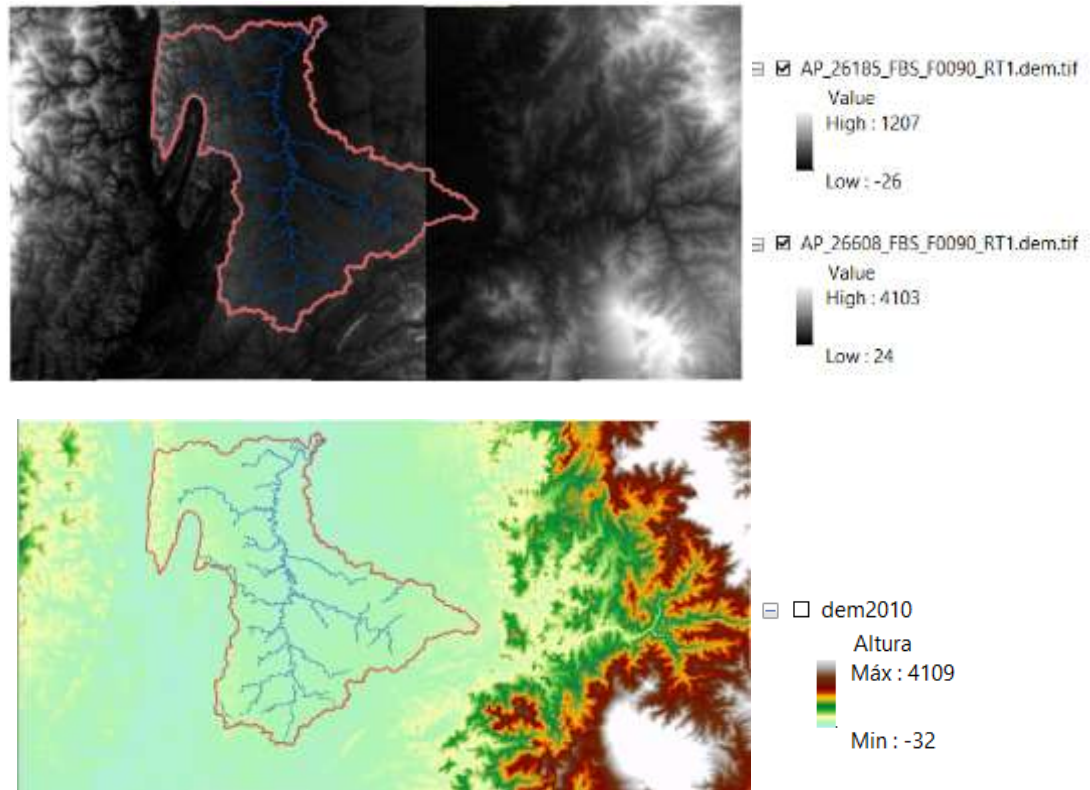 AP_26185_FBS_F0090_RT1.dem.tif
Value
High : 1207
Low : -26
AP_26608_FBS_F0090_RT1.dem.tif
Value
High : 4103
Low : 24
dem2010
Altura
Máx : 4109
Min : -32